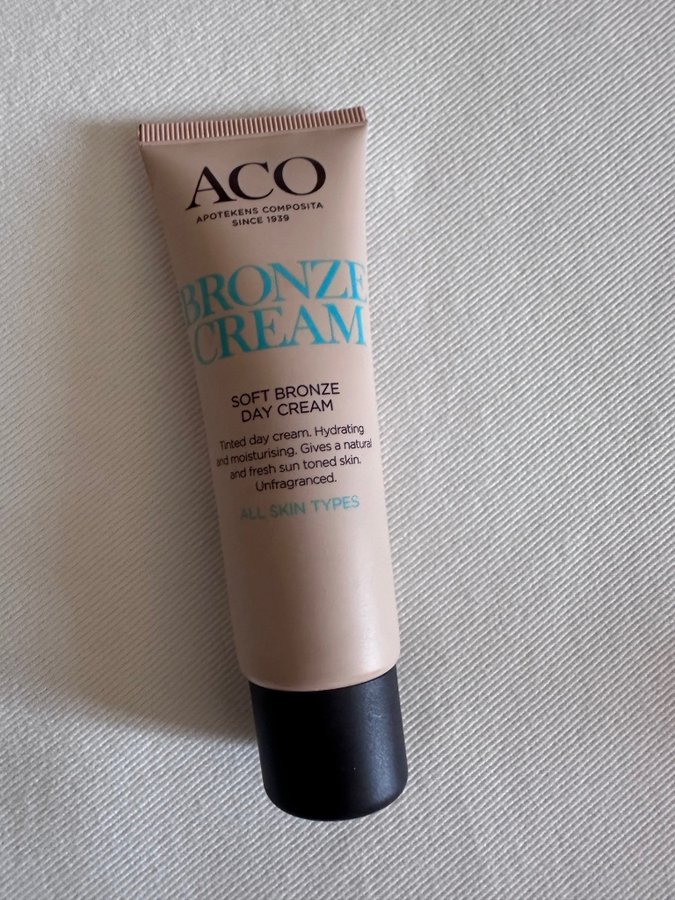 ACO
APOTEKENS COMPOSITA
SINCE 1939
BRONZE
CREAM
SOFT BRONZE
DAY CREAM
Tinted day cream. Hydrating
and moisturising. Gives a natural
and fresh sun toned skin.
Unfragranced.
ALL SKIN TYPES